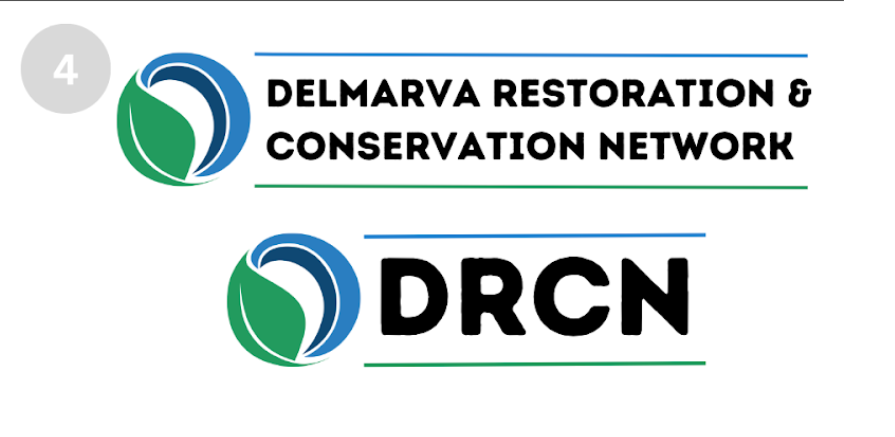 4
DELMARVA RESTORATION &
CONSERVATION NETWORK
DRCN